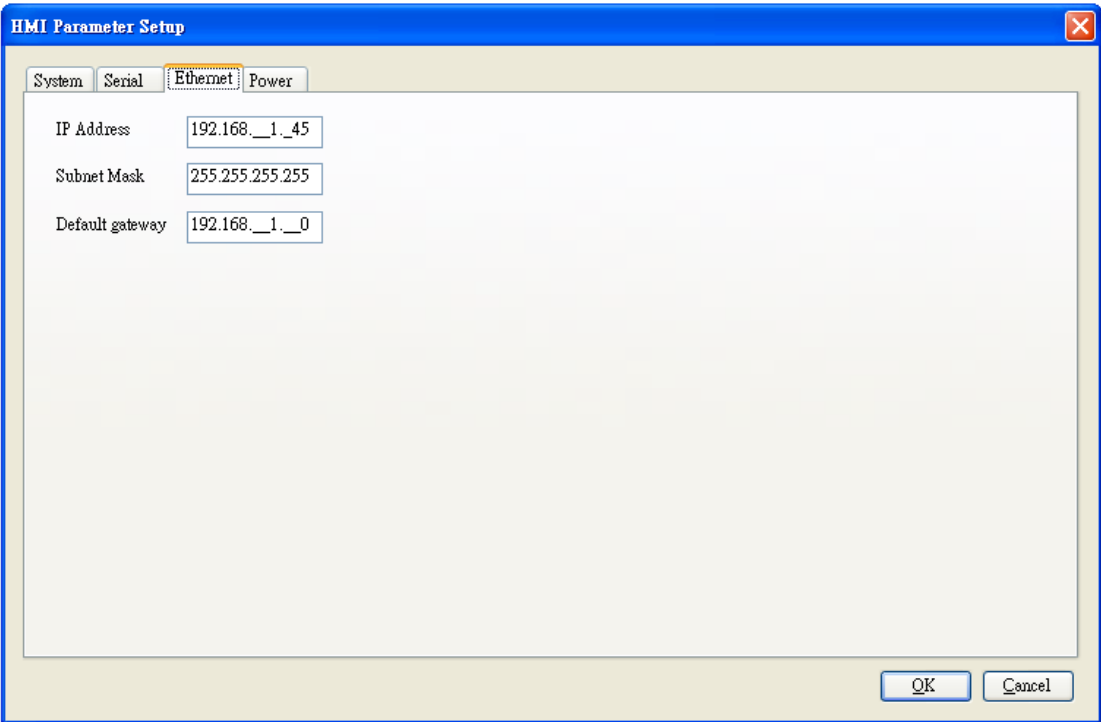 HMI Parameter Setup
System Serial Ethernet Power
IP Address 192.168.__1._45
Subnet Mask 255.255.255.255
Default gateway 192.168.__1.__0
OK Cancel